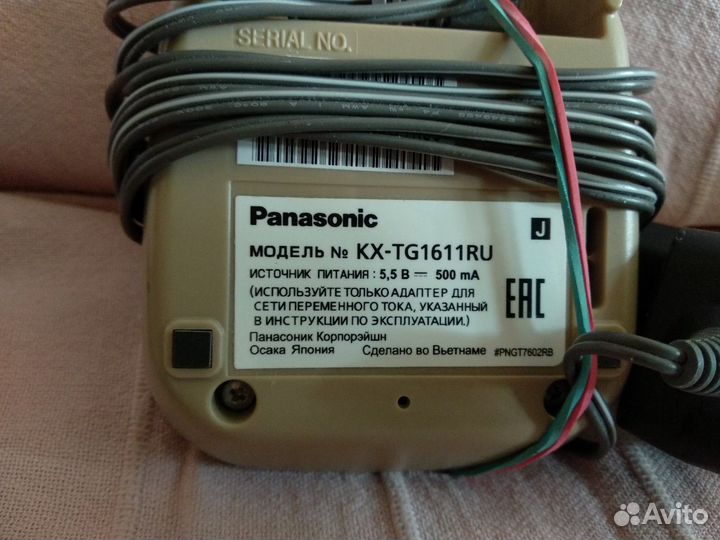 SERIAL NO.
Panasonic
J
МОДЕЛЬ № KX-TG1611RU
ИСТОЧНИК ПИТАНИЯ : 5,5 В ⎓ 500 mA
(ИСПОЛЬЗУЙТЕ ТОЛЬКО АДАПТЕР ДЛЯ
СЕТИ ПЕРЕМЕННОГО ТОКА, УКАЗАННЫЙ
В ИНСТРУКЦИИ ПО ЭКСПЛУАТАЦИИ.)
EAC
Панасоник Корпорэйшн
Осака Япония Сделано во Вьетнаме #PNGT7602RB
Avito